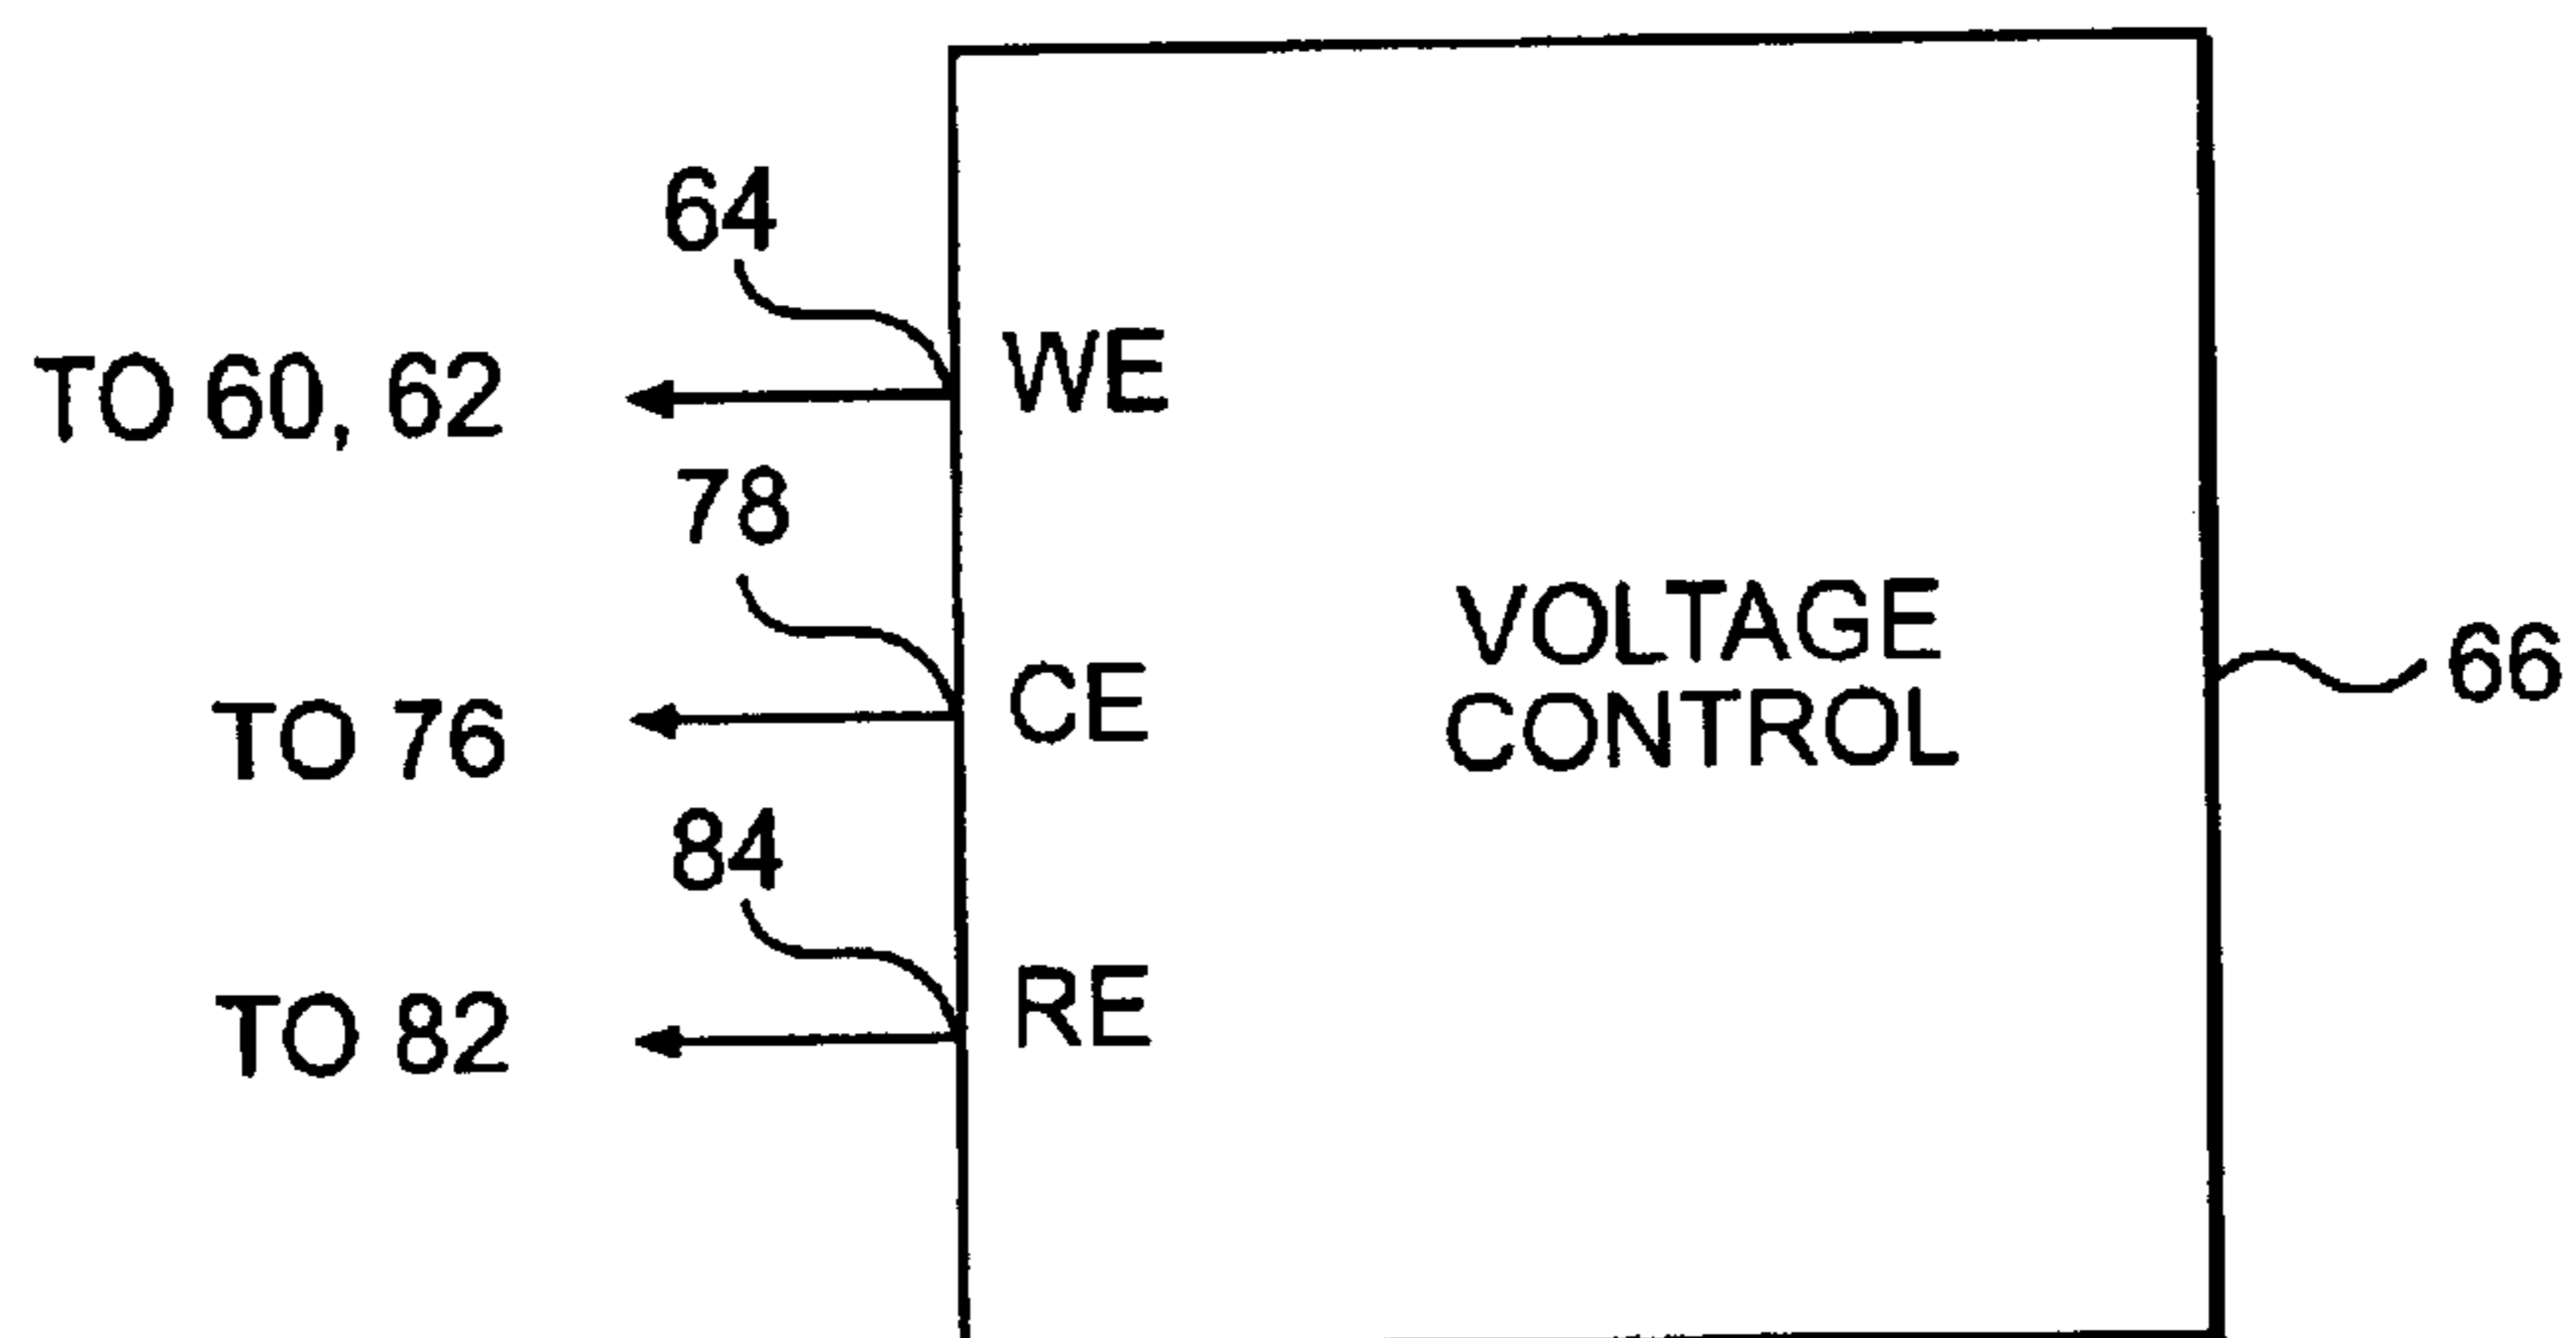 64
TO 60, 62
WE
78
TO 76
CE
VOLTAGE
CONTROL
66
84
TO 82
RE